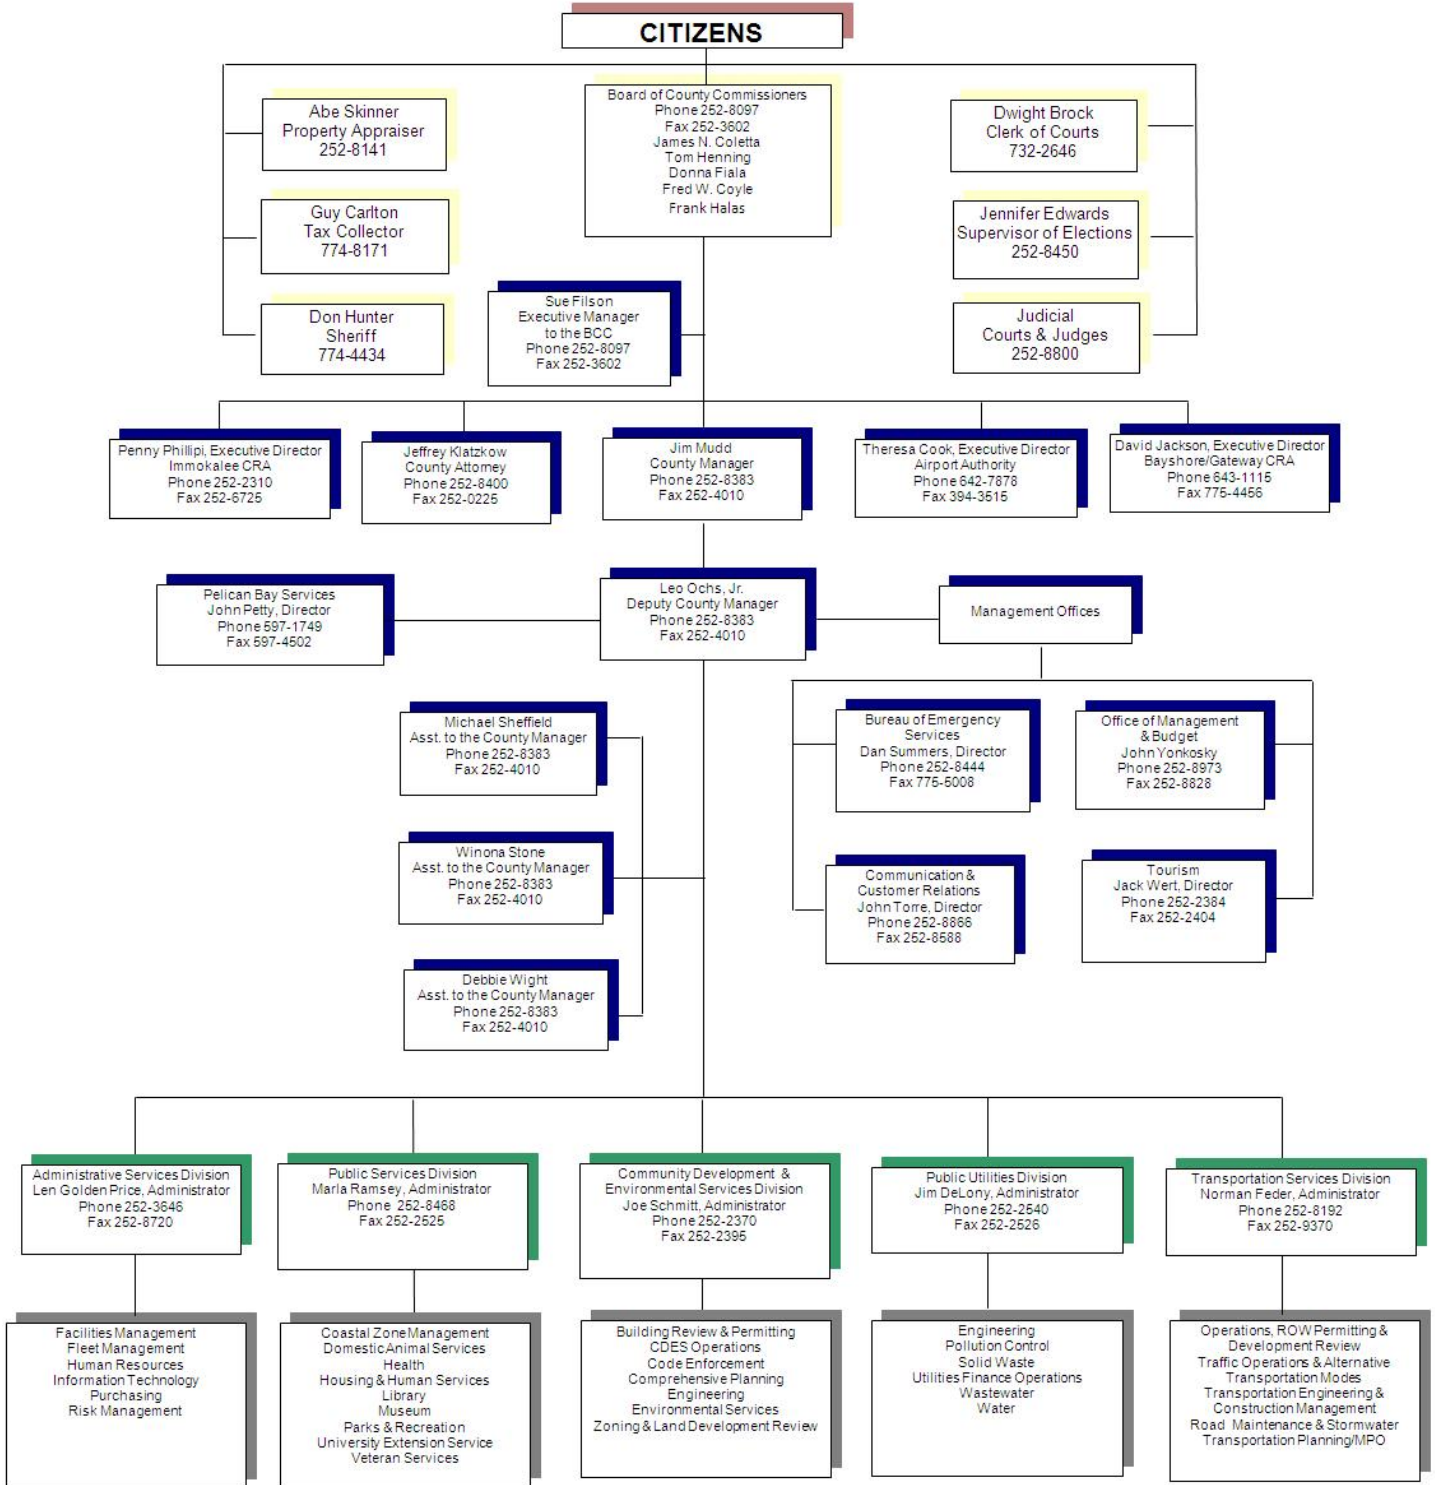 CITIZENS
Abe Skinner
Property Appraiser
252-8141
Guy Carlton
Tax Collector
774-8171
Don Hunter
Sheriff
774-4434
Board of County Commissioners
Phone 252-8097
Fax 252-3602
James N. Coletta
Tom Henning
Donna Fiala
Fred W. Coyle
Frank Halas
Dwight Brock
Clerk of Courts
732-2646
Jennifer Edwards
Supervisor of Elections
252-8450
Judicial
Courts & Judges
252-8800
Sue Filson
Executive Manager
to the BCC
Phone 252-8097
Fax 252-3602
Penny Phillipi, Executive Director
Immokalee CRA
Phone 252-2310
Fax 252-6725
Jeffrey Klatzkow
County Attorney
Phone 252-8400
Fax 252-0225
Jim Mudd
County Manager
Phone 252-8383
Fax 252-4010
Theresa Cook, Executive Director
Airport Authority
Phone 642-7878
Fax 394-3515
David Jackson, Executive Director
Bayshore/Gateway CRA
Phone 643-1115
Fax 775-4456
Pelican Bay Services
John Petty, Director
Phone 597-1749
Fax 597-4502
Leo Ochs, Jr.
Deputy County Manager
Phone 252-8383
Fax 252-4010
Management Offices
Michael Sheffield
Asst. to the County Manager
Phone 252-8383
Fax 252-4010
Winona Stone
Asst. to the County Manager
Phone 252-8383
Fax 252-4010
Debbie Wight
Asst. to the County Manager
Phone 252-8383
Fax 252-4010
Bureau of Emergency
Services
Dan Summers, Director
Phone 252-8444
Fax 775-5008
Office of Management
& Budget
John Yonkosky
Phone 252-8973
Fax 252-8828
Communication &
Customer Relations
John Torre, Director
Phone 252-8866
Fax 252-8588
Tourism
Jack Wert, Director
Phone 252-2384
Fax 252-2404
Administrative Services Division
Len Golden Price, Administrator
Phone 252-3646
Fax 252-8720
Public Services Division
Marla Ramsey, Administrator
Phone 252-8468
Fax 252-2525
Community Development &
Environmental Services Division
Joe Schmitt, Administrator
Phone 252-2370
Fax 252-2395
Public Utilities Division
Jim DeLony, Administrator
Phone 252-2540
Fax 252-2526
Transportation Services Division
Norman Feder, Administrator
Phone 252-8192
Fax 252-9370
Facilities Management
Fleet Management
Human Resources
Information Technology
Purchasing
Risk Management
Coastal Zone Management
Domestic Animal Services
Health
Housing & Human Services
Library
Museum
Parks & Recreation
University Extension Service
Veteran Services
Building Review & Permitting
CDES Operations
Code Enforcement
Comprehensive Planning
Engineering
Environmental Services
Zoning & Land Development Review
Engineering
Pollution Control
Solid Waste
Utilities Finance Operations
Wastewater
Water
Operations, ROW Permitting &
Development Review
Traffic Operations & Alternative
Transportation Modes
Transportation Engineering &
Construction Management
Road Maintenance & Stormwater
Transportation Planning/MPO